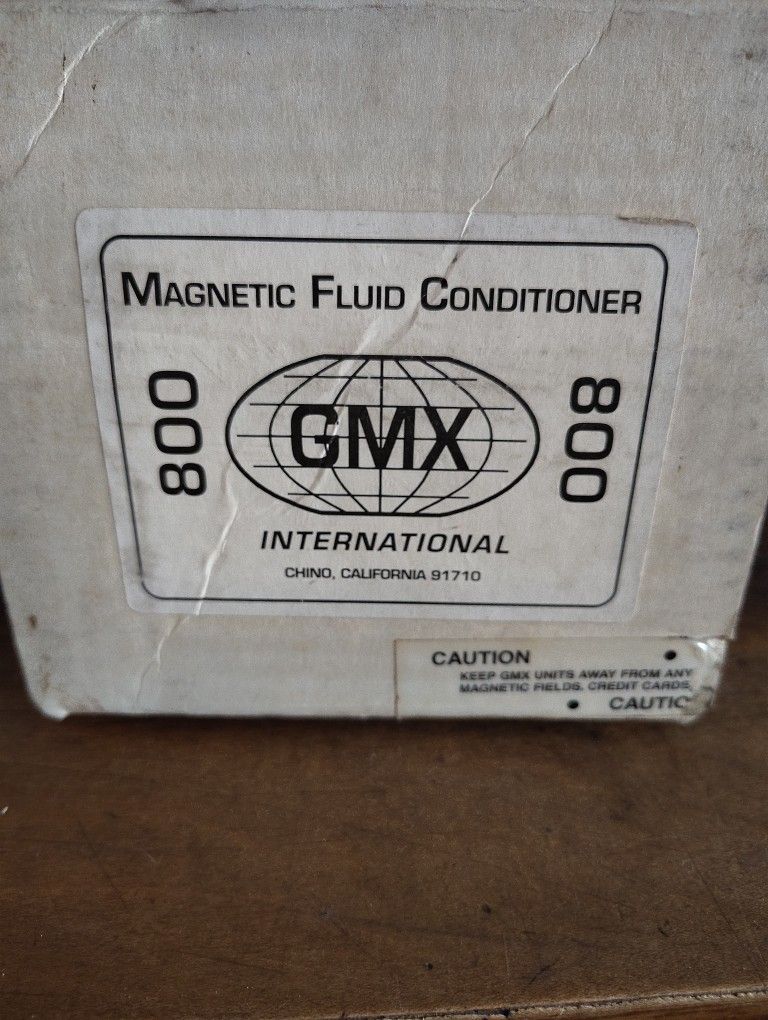 MAGNETIC FLUID CONDITIONER
800
GMX
800
INTERNATIONAL
CHINO, CALIFORNIA 91710
CAUTION
KEEP GMX UNITS AWAY FROM ANY
MAGNETIC FIELDS, CREDIT CARDS,
CAUTIO